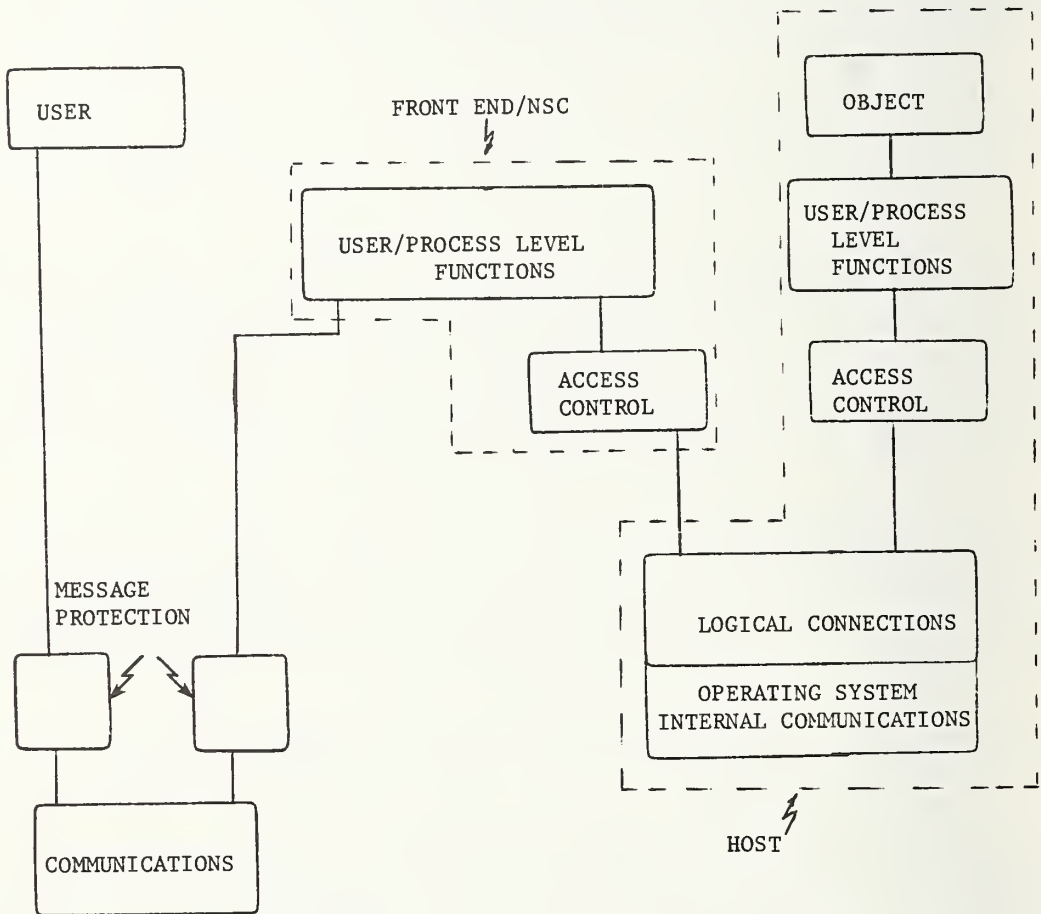 USER
FRONT END/NSC
OBJECT
USER/PROCESS LEVEL
FUNCTIONS
USER/PROCESS
LEVEL
FUNCTIONS
ACCESS
CONTROL
ACCESS
CONTROL
MESSAGE
PROTECTION
LOGICAL CONNECTIONS
OPERATING SYSTEM
INTERNAL COMMUNICATIONS
HOST
COMMUNICATIONS